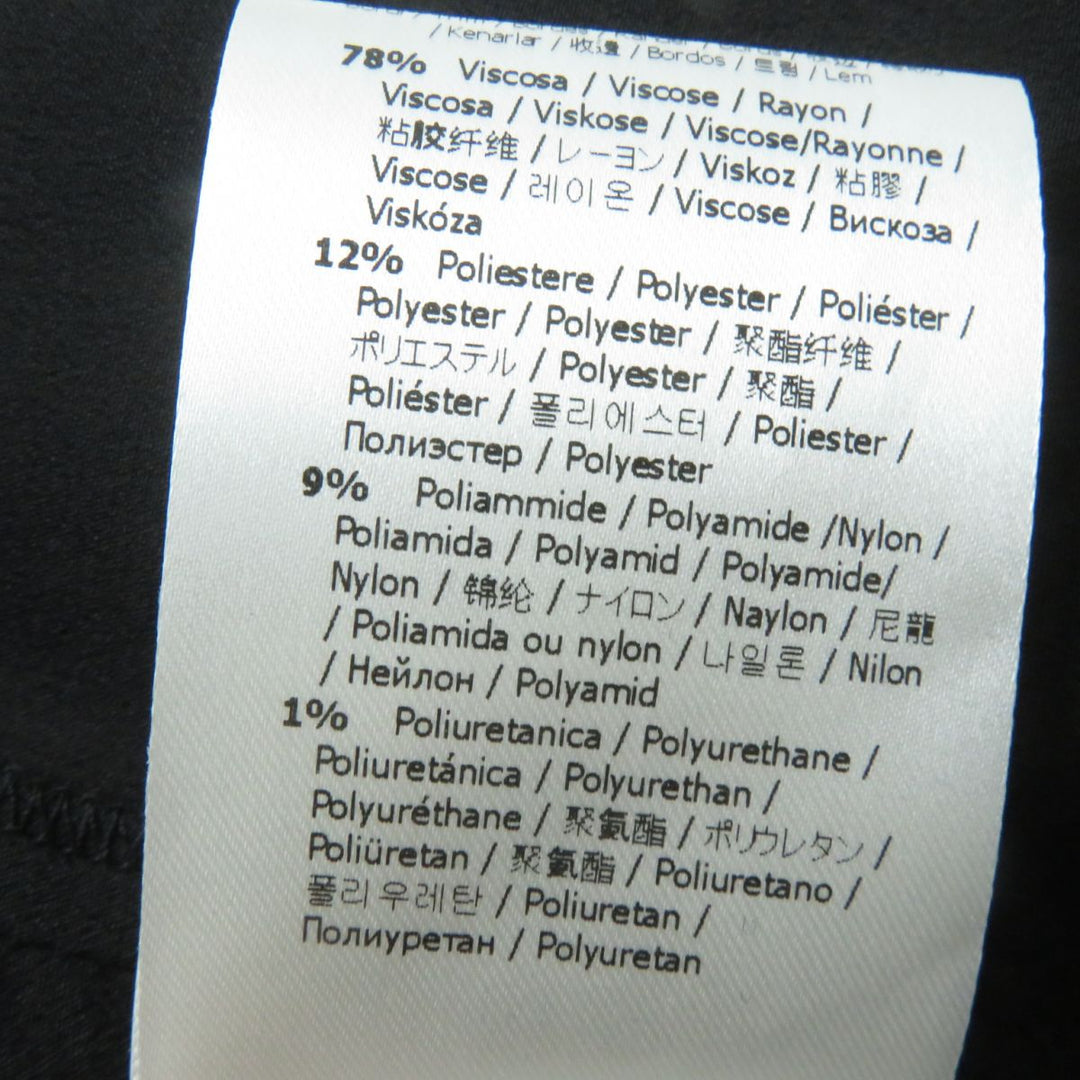 / Kenarlar / 收邊 / Bordos / 트림 / Lem
78% Viscosa / Viscose / Rayon /
Viscosa / Viskose / Viscose/Rayonne /
粘胶纤维 / レーヨン / Viskoz / 粘膠 /
Viscose / 레이온 / Viscose / Вискоза /
Viskóza
12% Poliestere / Polyester / Poliéster /
Polyester / Polyester / 聚酯纤维 /
ポリエステル / Polyester / 聚酯 /
Poliéster / 폴리에스터 / Poliester /
Полиэстер / Polyester
9% Poliammide / Polyamide /Nylon /
Poliamida / Polyamid / Polyamide/
Nylon / 锦纶 / ナイロン / Naylon / 尼龍
/ Poliamida ou nylon / 나일론 / Nilon
/ Нейлон / Polyamid
1% Poliuretanica / Polyurethane /
Poliuretánica / Polyurethan /
Polyuréthane / 聚氨酯 / ポリウレタン /
Poliüretan / 聚氨酯 / Poliuretano /
폴리우레탄 / Poliuretan /
Полиуретан / Polyuretan